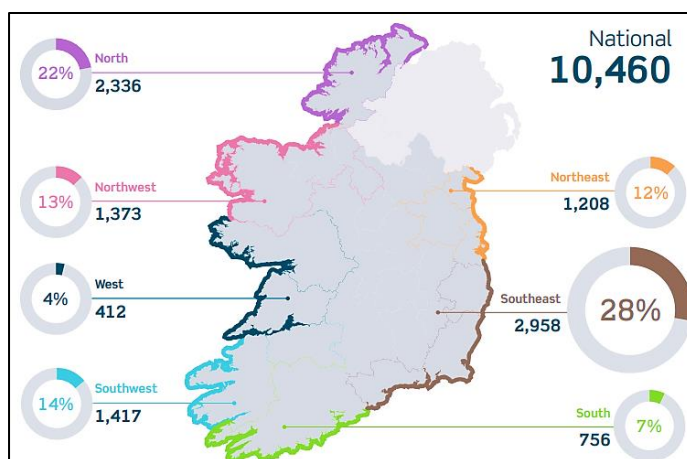 National
10,460
22%
North
2,336
13%
Northwest
1,373
4%
West
412
14%
Southwest
1,417
Northeast
1,208
12%
Southeast
2,958
28%
South
756
7%